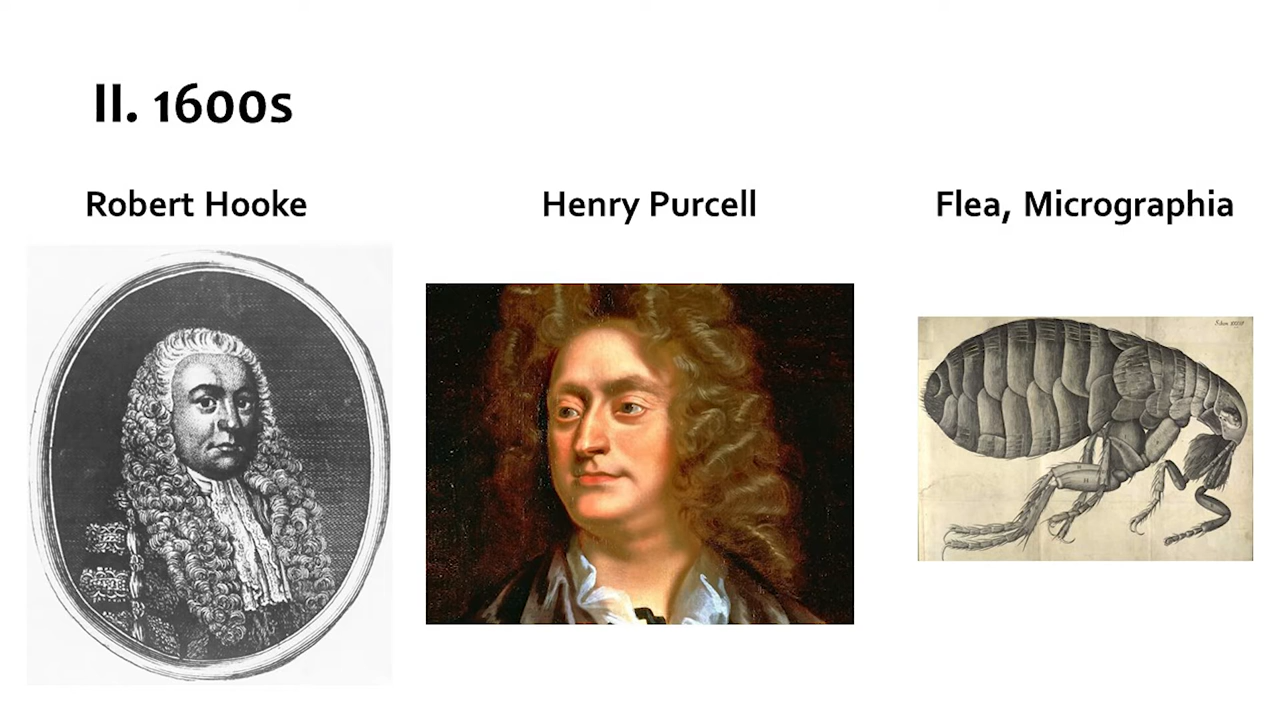 II. 1600s
Robert Hooke
Henry Purcell
Flea, Micrographia